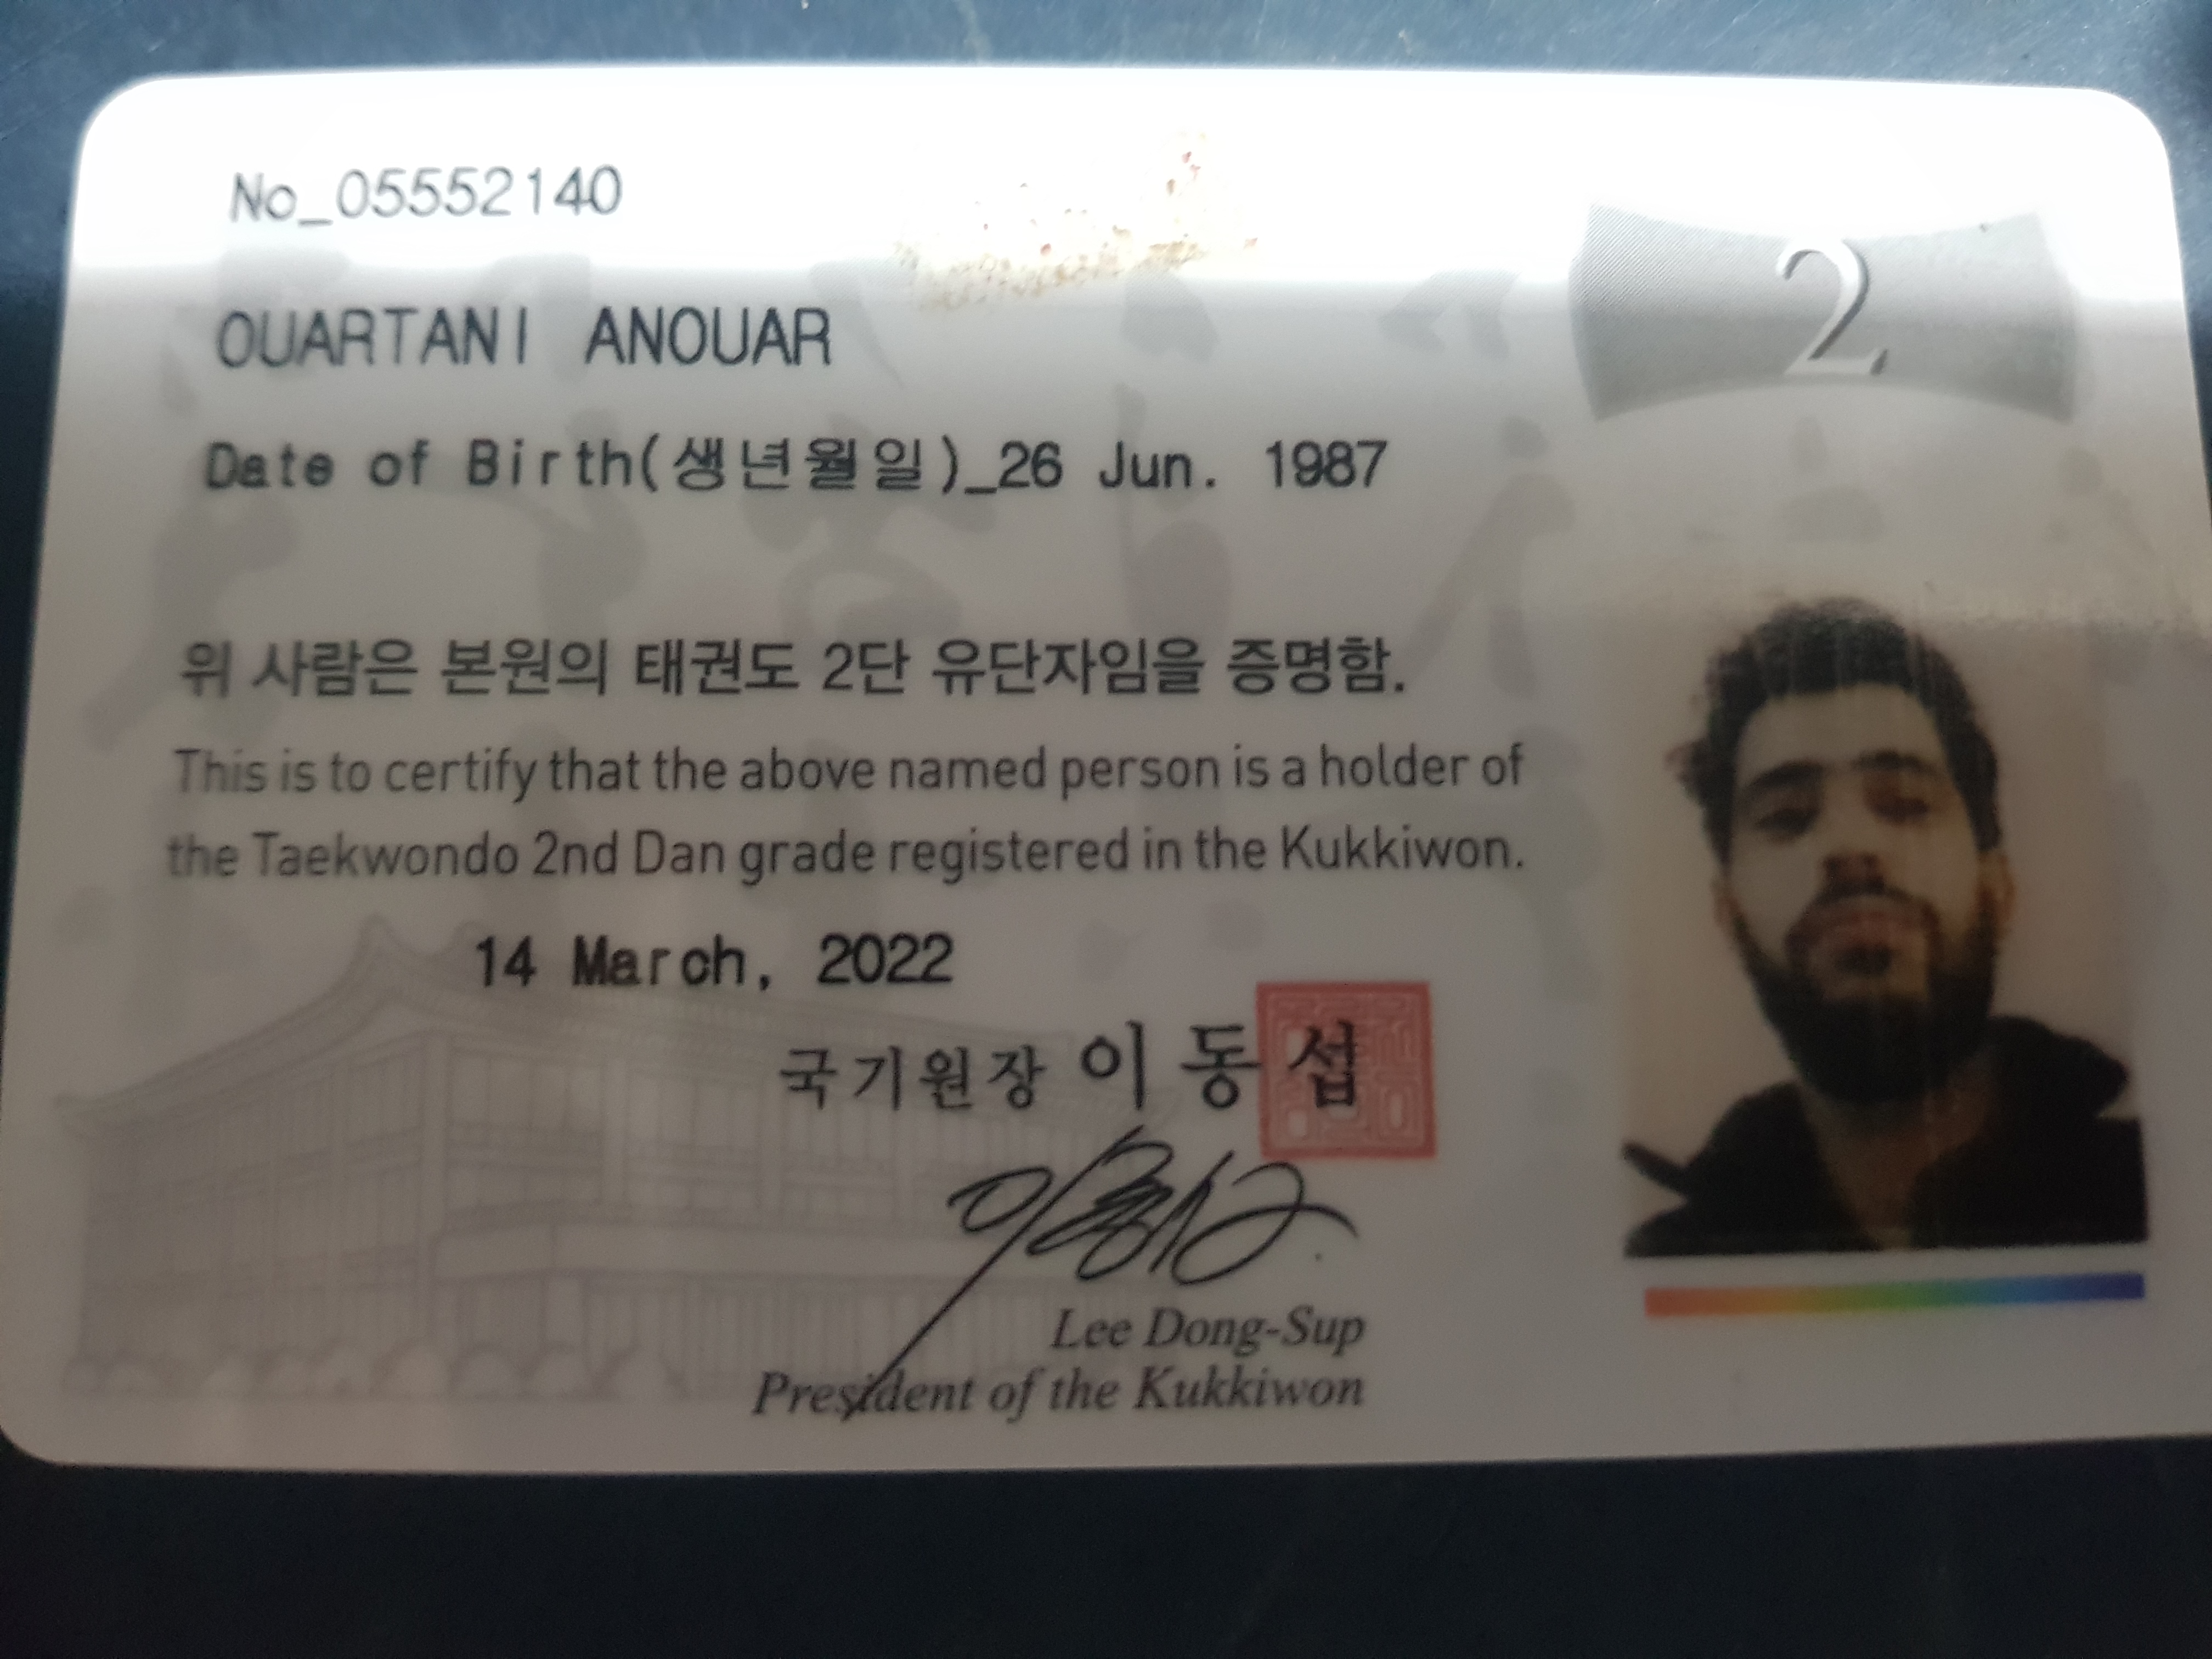 No_05552140
2
OUARTANI ANOUAR
Date of Birth(생년월일)_26 Jun. 1987
위 사람은 본원의 태권도 2단 유단자임을 증명함.
This is to certify that the above named person is a holder of
the Taekwondo 2nd Dan grade registered in the Kukkiwon.
14 March, 2022
국기원장 이동섭
Lee Dong-Sup
President of the Kukkiwon